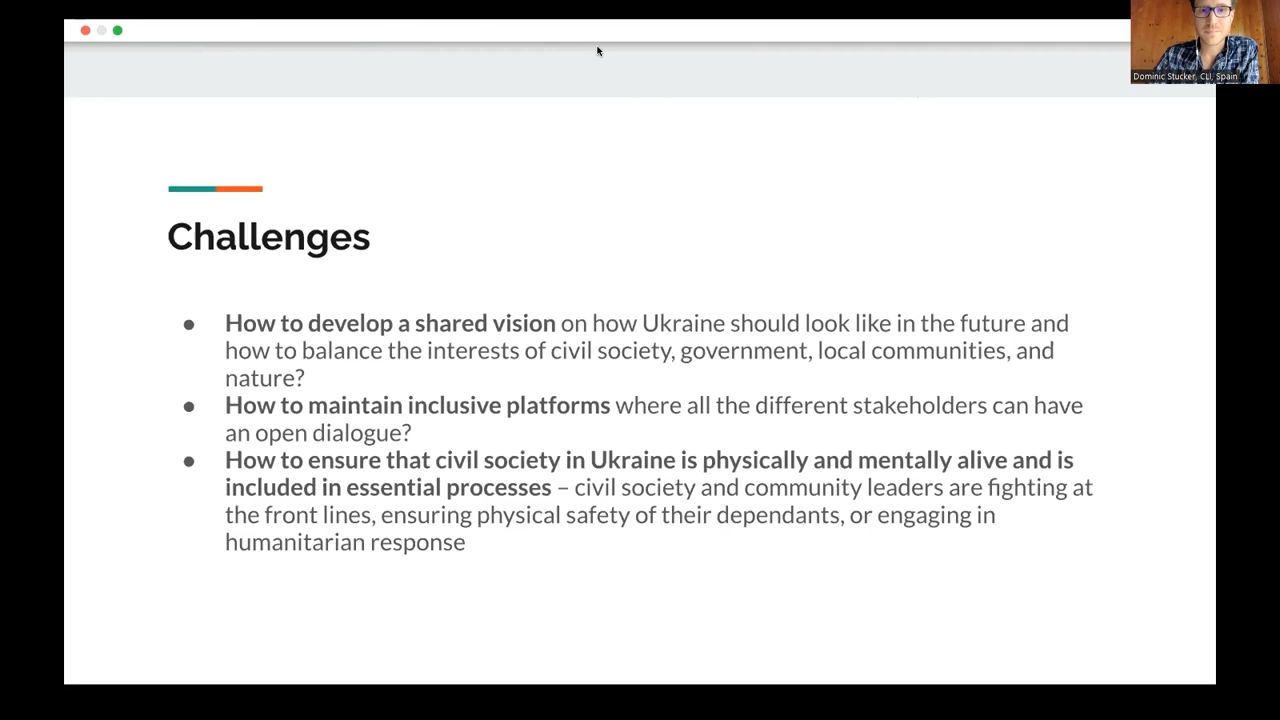 Dominic Stucker, CLI, Spain
Challenges
● How to develop a shared vision on how Ukraine should look like in the future and
how to balance the interests of civil society, government, local communities, and
nature?
● How to maintain inclusive platforms where all the different stakeholders can have
an open dialogue?
● How to ensure that civil society in Ukraine is physically and mentally alive and is
included in essential processes – civil society and community leaders are fighting at
the front lines, ensuring physical safety of their dependants, or engaging in
humanitarian response